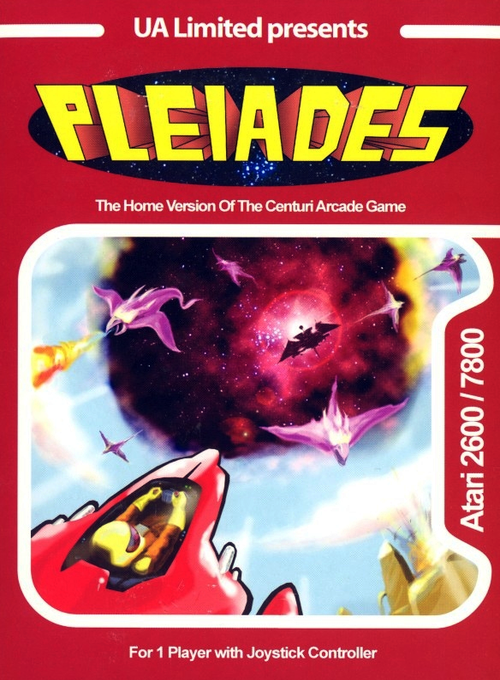 UA Limited presents
PLEIADES
The Home Version Of The Centuri Arcade Game
Atari 2600 / 7800
For 1 Player with Joystick Controller